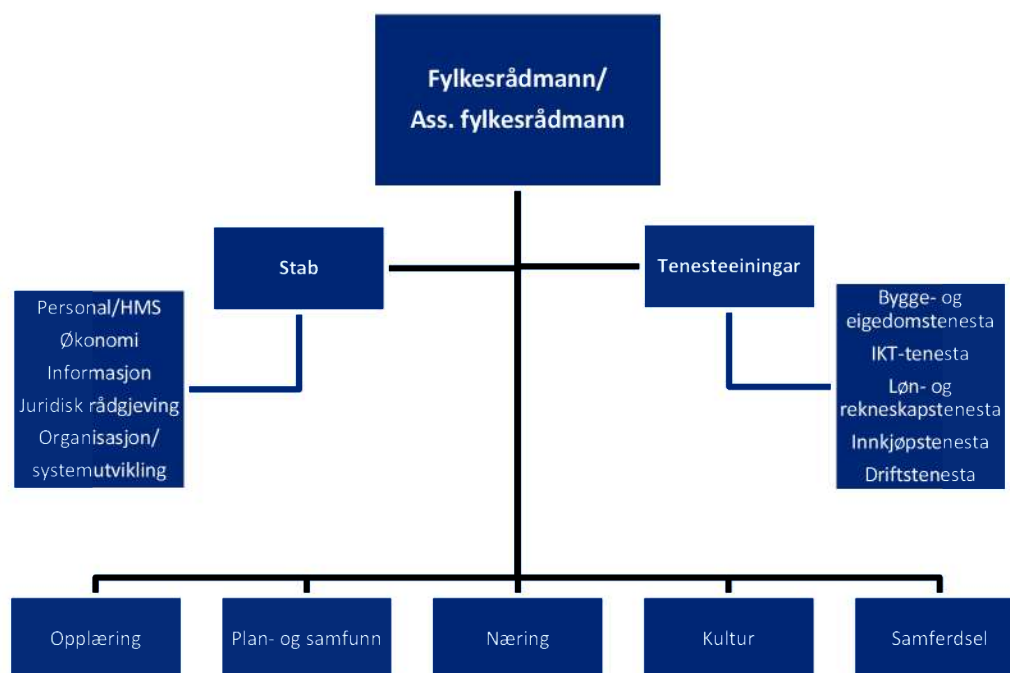 Fylkesrådmann/
Ass. fylkesrådmann
Stab
Tenesteeiningar
Personal/HMS
Økonomi
Informasjon
Juridisk rådgjeving
Organisasjon/
systemutvikling
Bygge- og
eigedomstenesta
IKT-tenesta
Løn- og
rekneskapstenesta
Innkjøpstenesta
Driftstenesta
Opplæring
Plan- og samfunn
Næring
Kultur
Samferdsel